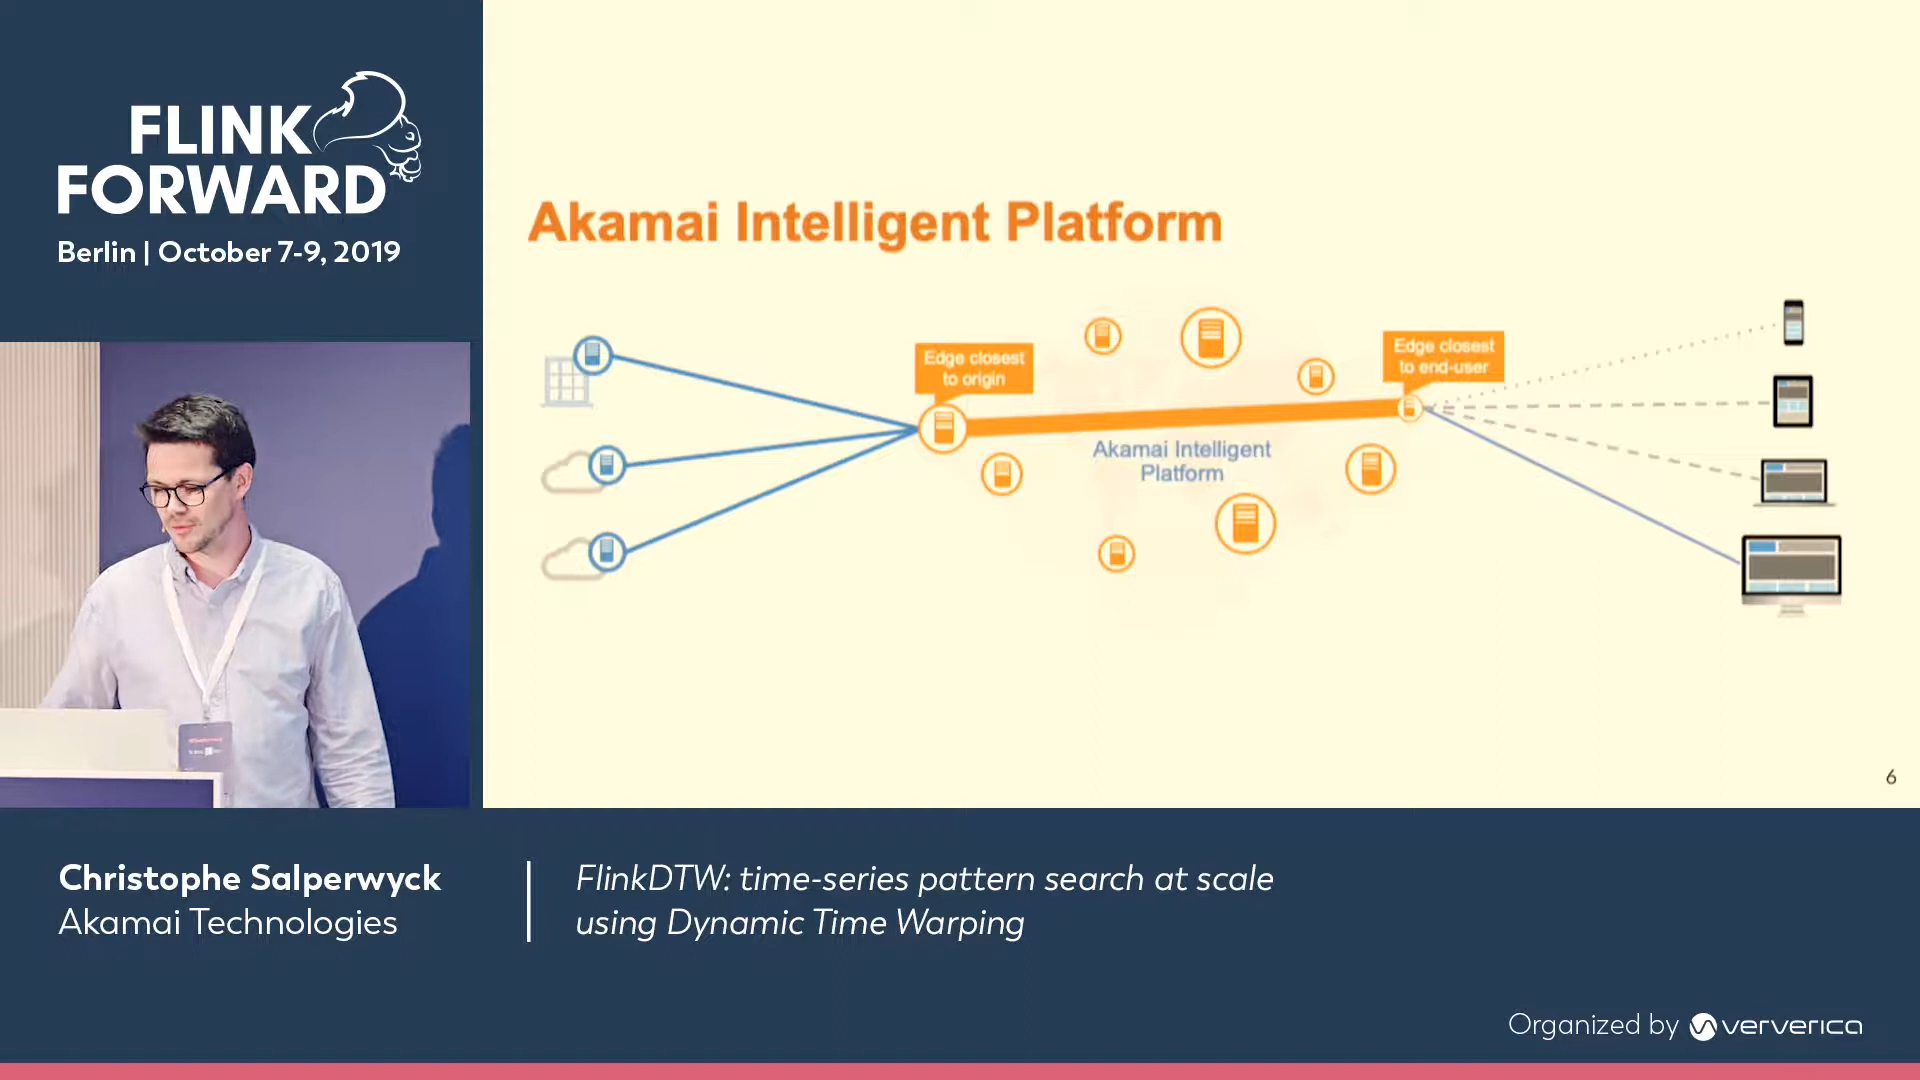 FLINK
FORWARD
Berlin | October 7-9, 2019
Akamai Intelligent Platform
Edge closest
to origin
Edge closest
to end-user
Akamai Intelligent
Platform
6
Christophe Salperwyck
Akamai Technologies
FlinkDTW: time-series pattern search at scale
using Dynamic Time Warping
Organized by ververica